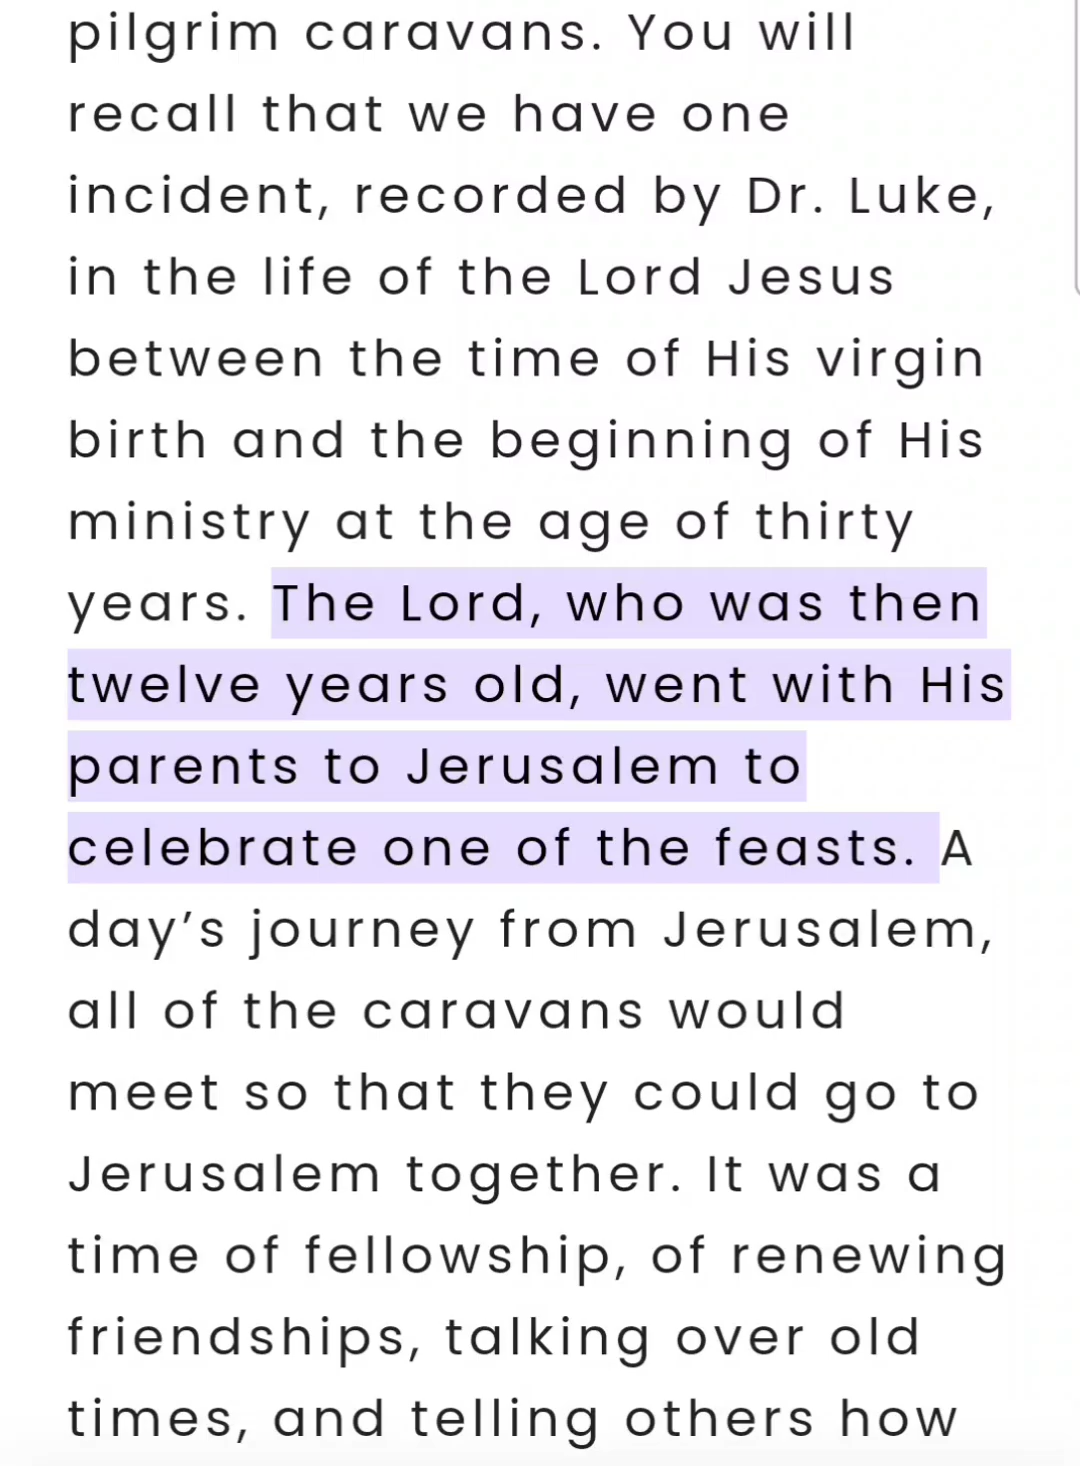 pilgrim caravans. You will
recall that we have one
incident, recorded by Dr. Luke,
in the life of the Lord Jesus
between the time of His virgin
birth and the beginning of His
ministry at the age of thirty
years. The Lord, who was then
twelve years old, went with His
parents to Jerusalem to
celebrate one of the feasts. A
day’s journey from Jerusalem,
all of the caravans would
meet so that they could go to
Jerusalem together. It was a
time of fellowship, of renewing
friendships, talking over old
times, and telling others how